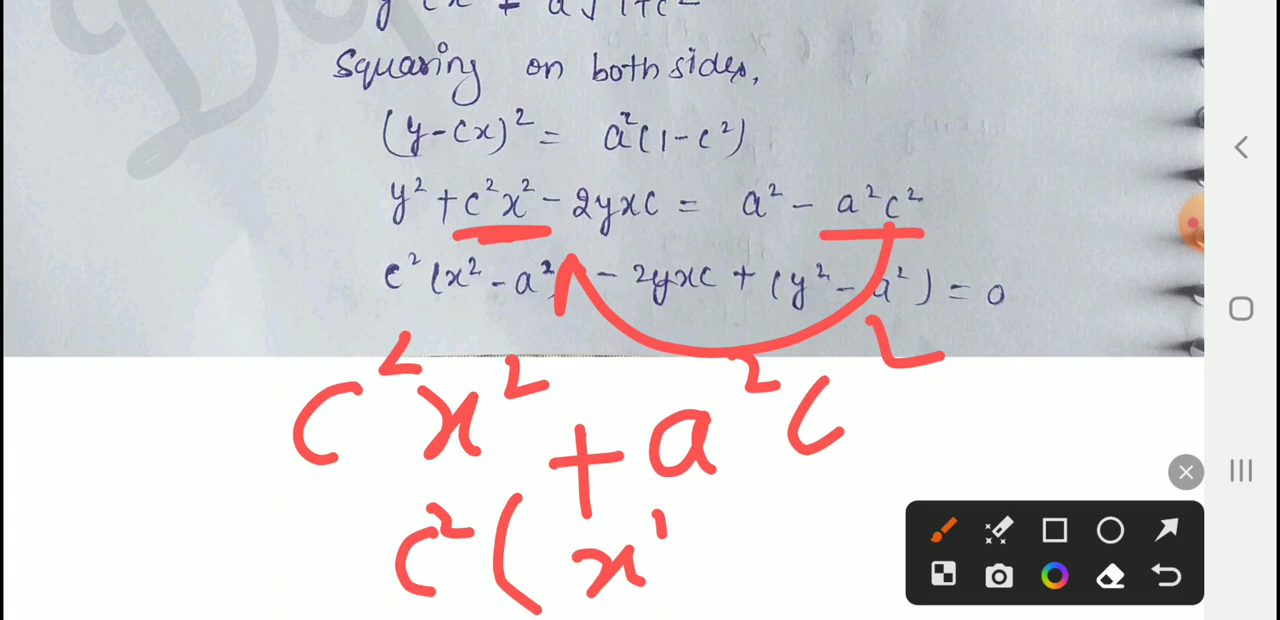 Squaring on both sides,
(y-cx)² = a²(1-c²)
y² + c²x² - 2yxc = a² - a²c²
c²(x² - a²) - 2yxc + (y² - a²) = 0
c²x² + a²c²
c²(x